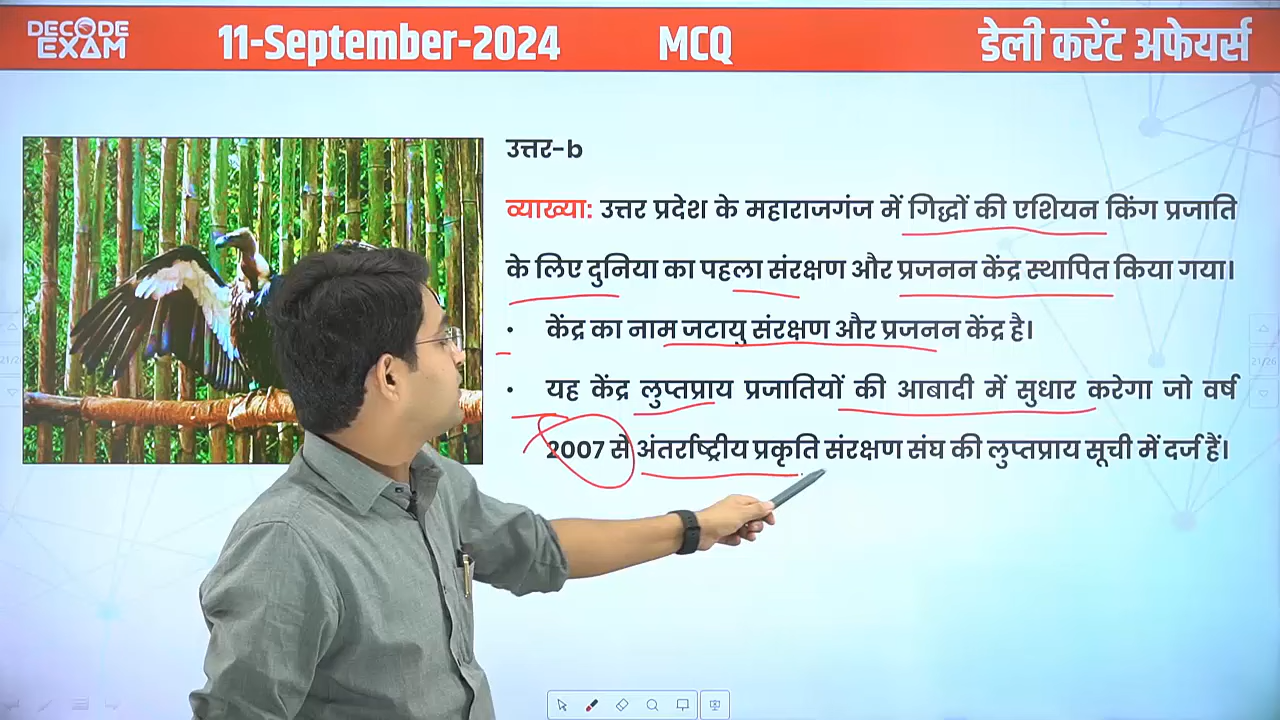 DECODE
EXAM
11-September-2024
MCQ
डेली करेंट अफेयर्स
उत्तर-b
व्याख्या: उत्तर प्रदेश के महाराजगंज में गिद्धों की एशियन किंग प्रजाति
के लिए दुनिया का पहला संरक्षण और प्रजनन केंद्र स्थापित किया गया।
• केंद्र का नाम जटायु संरक्षण और प्रजनन केंद्र है।
• यह केंद्र लुप्तप्राय प्रजातियों की आबादी में सुधार करेगा जो वर्ष
2007 से अंतर्राष्ट्रीय प्रकृति संरक्षण संघ की लुप्तप्राय सूची में दर्ज हैं।